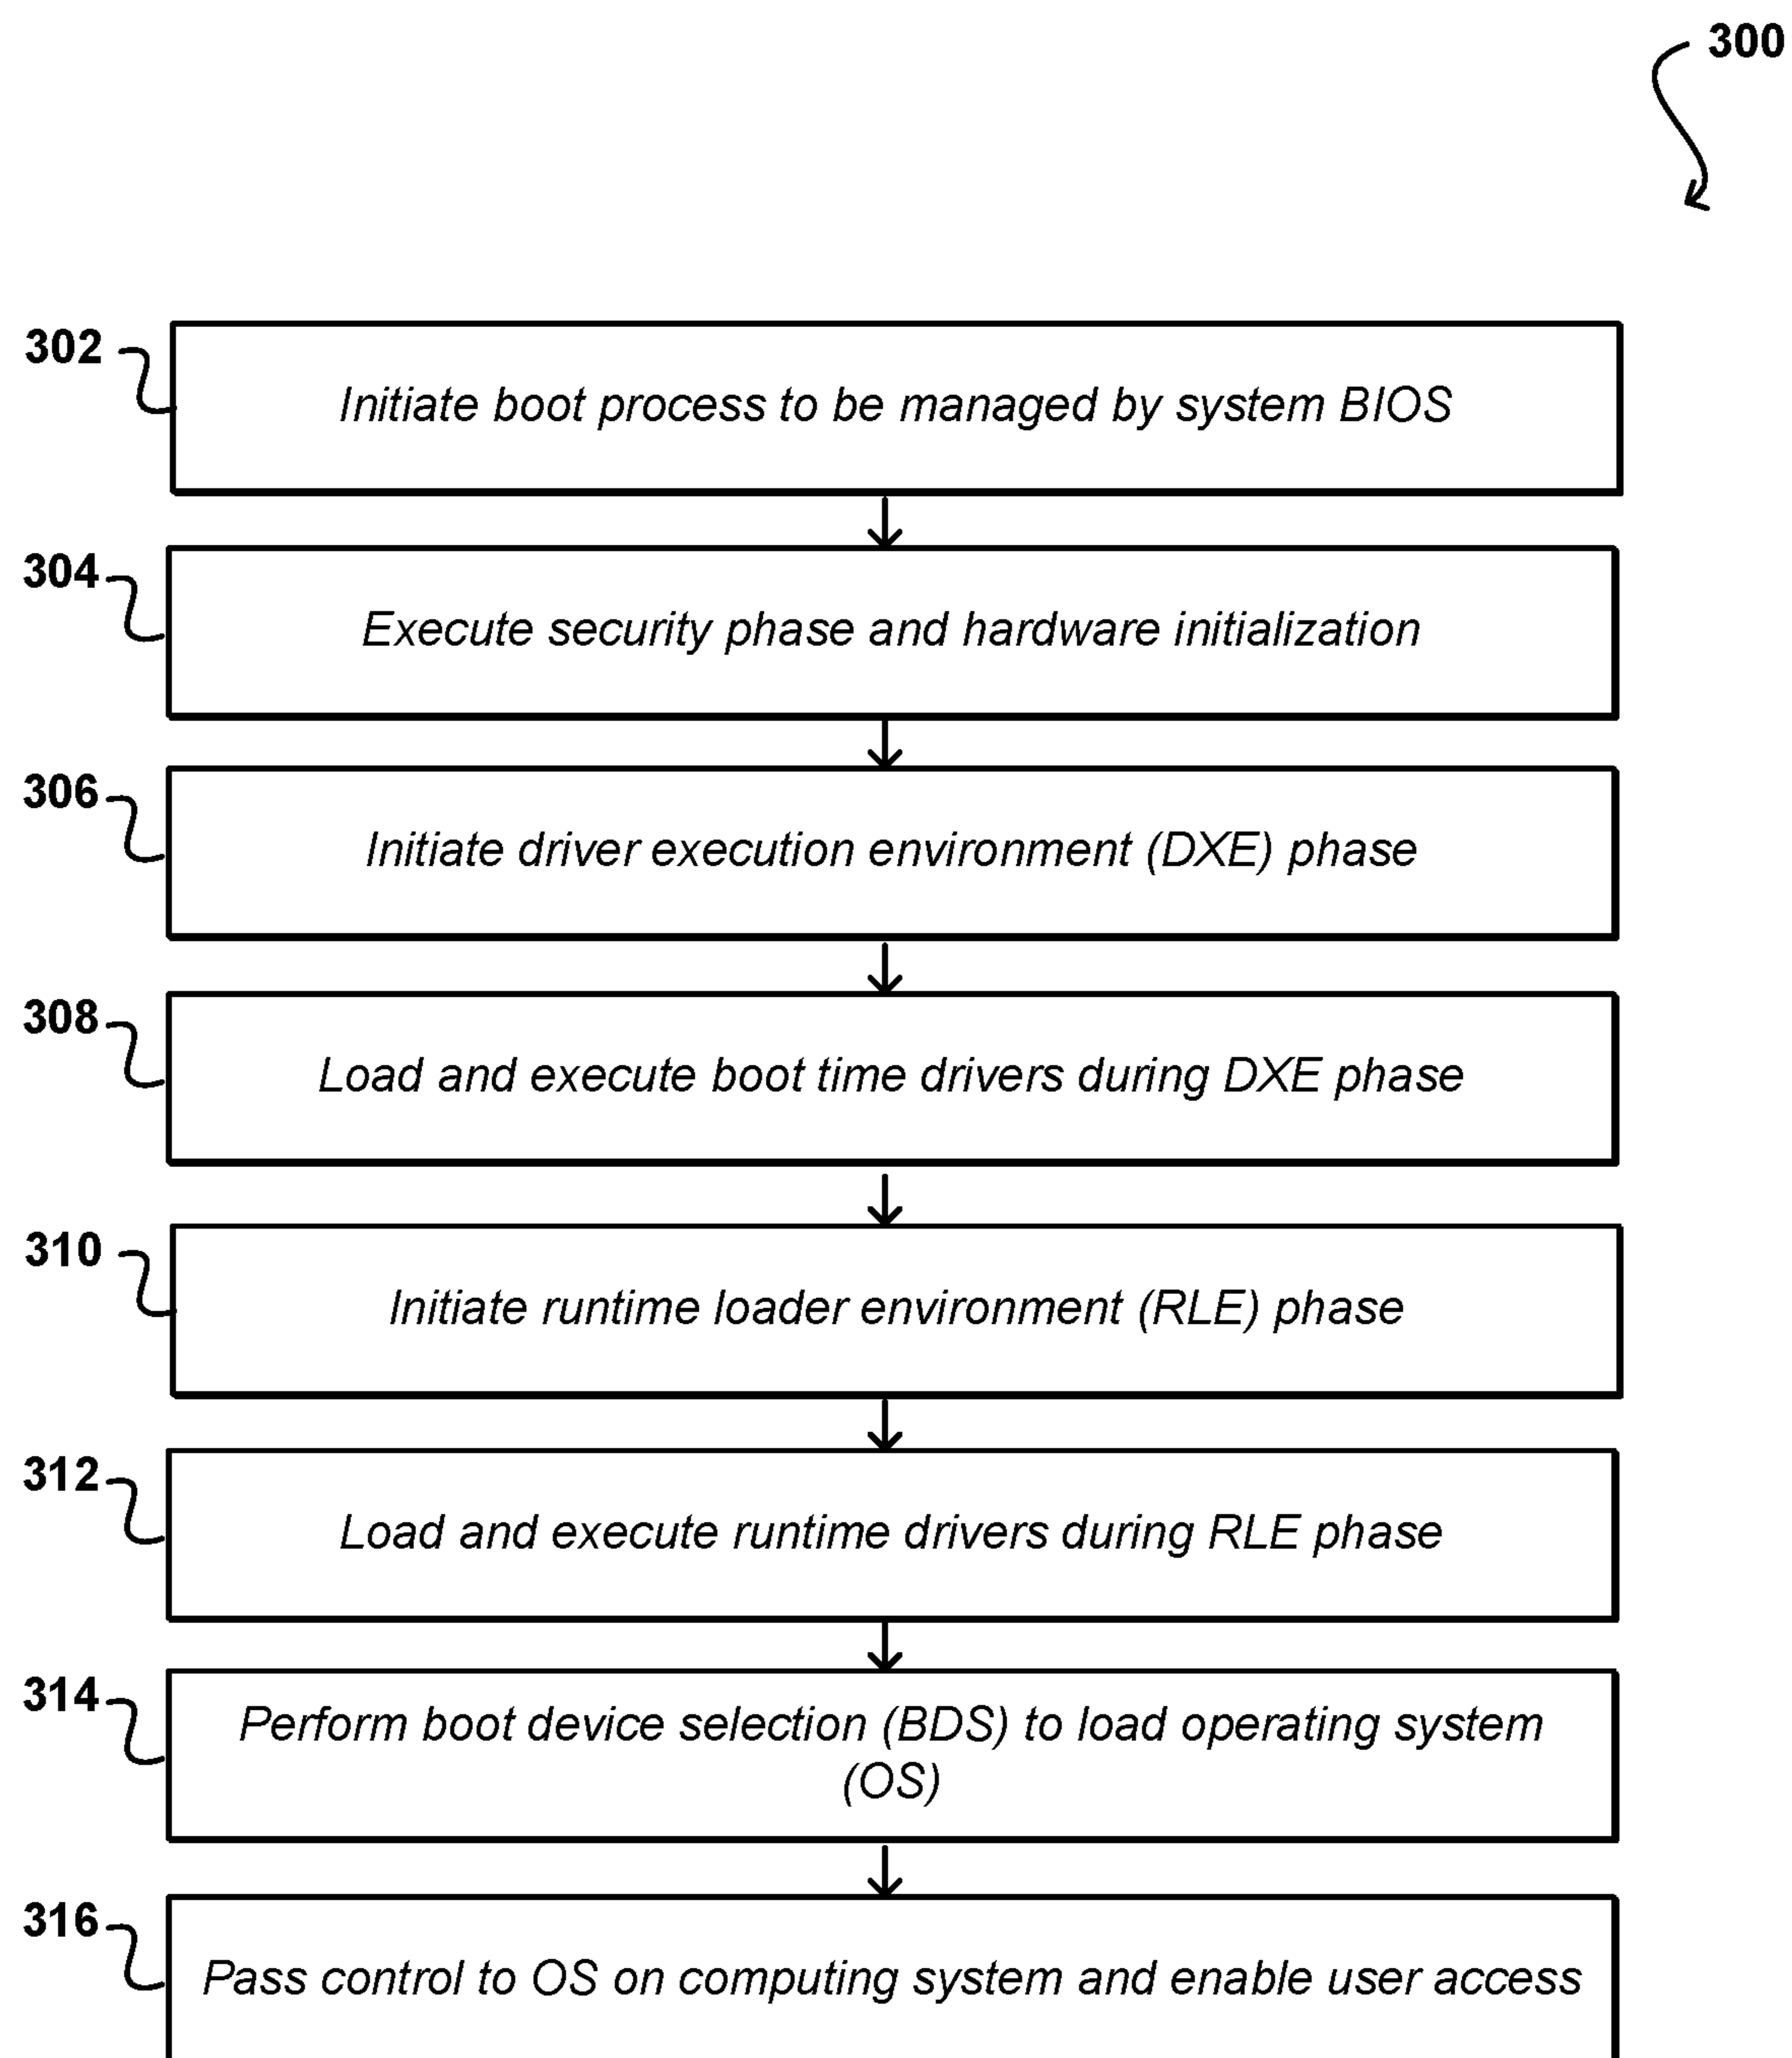 300
302
Initiate boot process to be managed by system BIOS
304
Execute security phase and hardware initialization
306
Initiate driver execution environment (DXE) phase
308
Load and execute boot time drivers during DXE phase
310
Initiate runtime loader environment (RLE) phase
312
Load and execute runtime drivers during RLE phase
314
Perform boot device selection (BDS) to load operating system
(OS)
316
Pass control to OS on computing system and enable user access